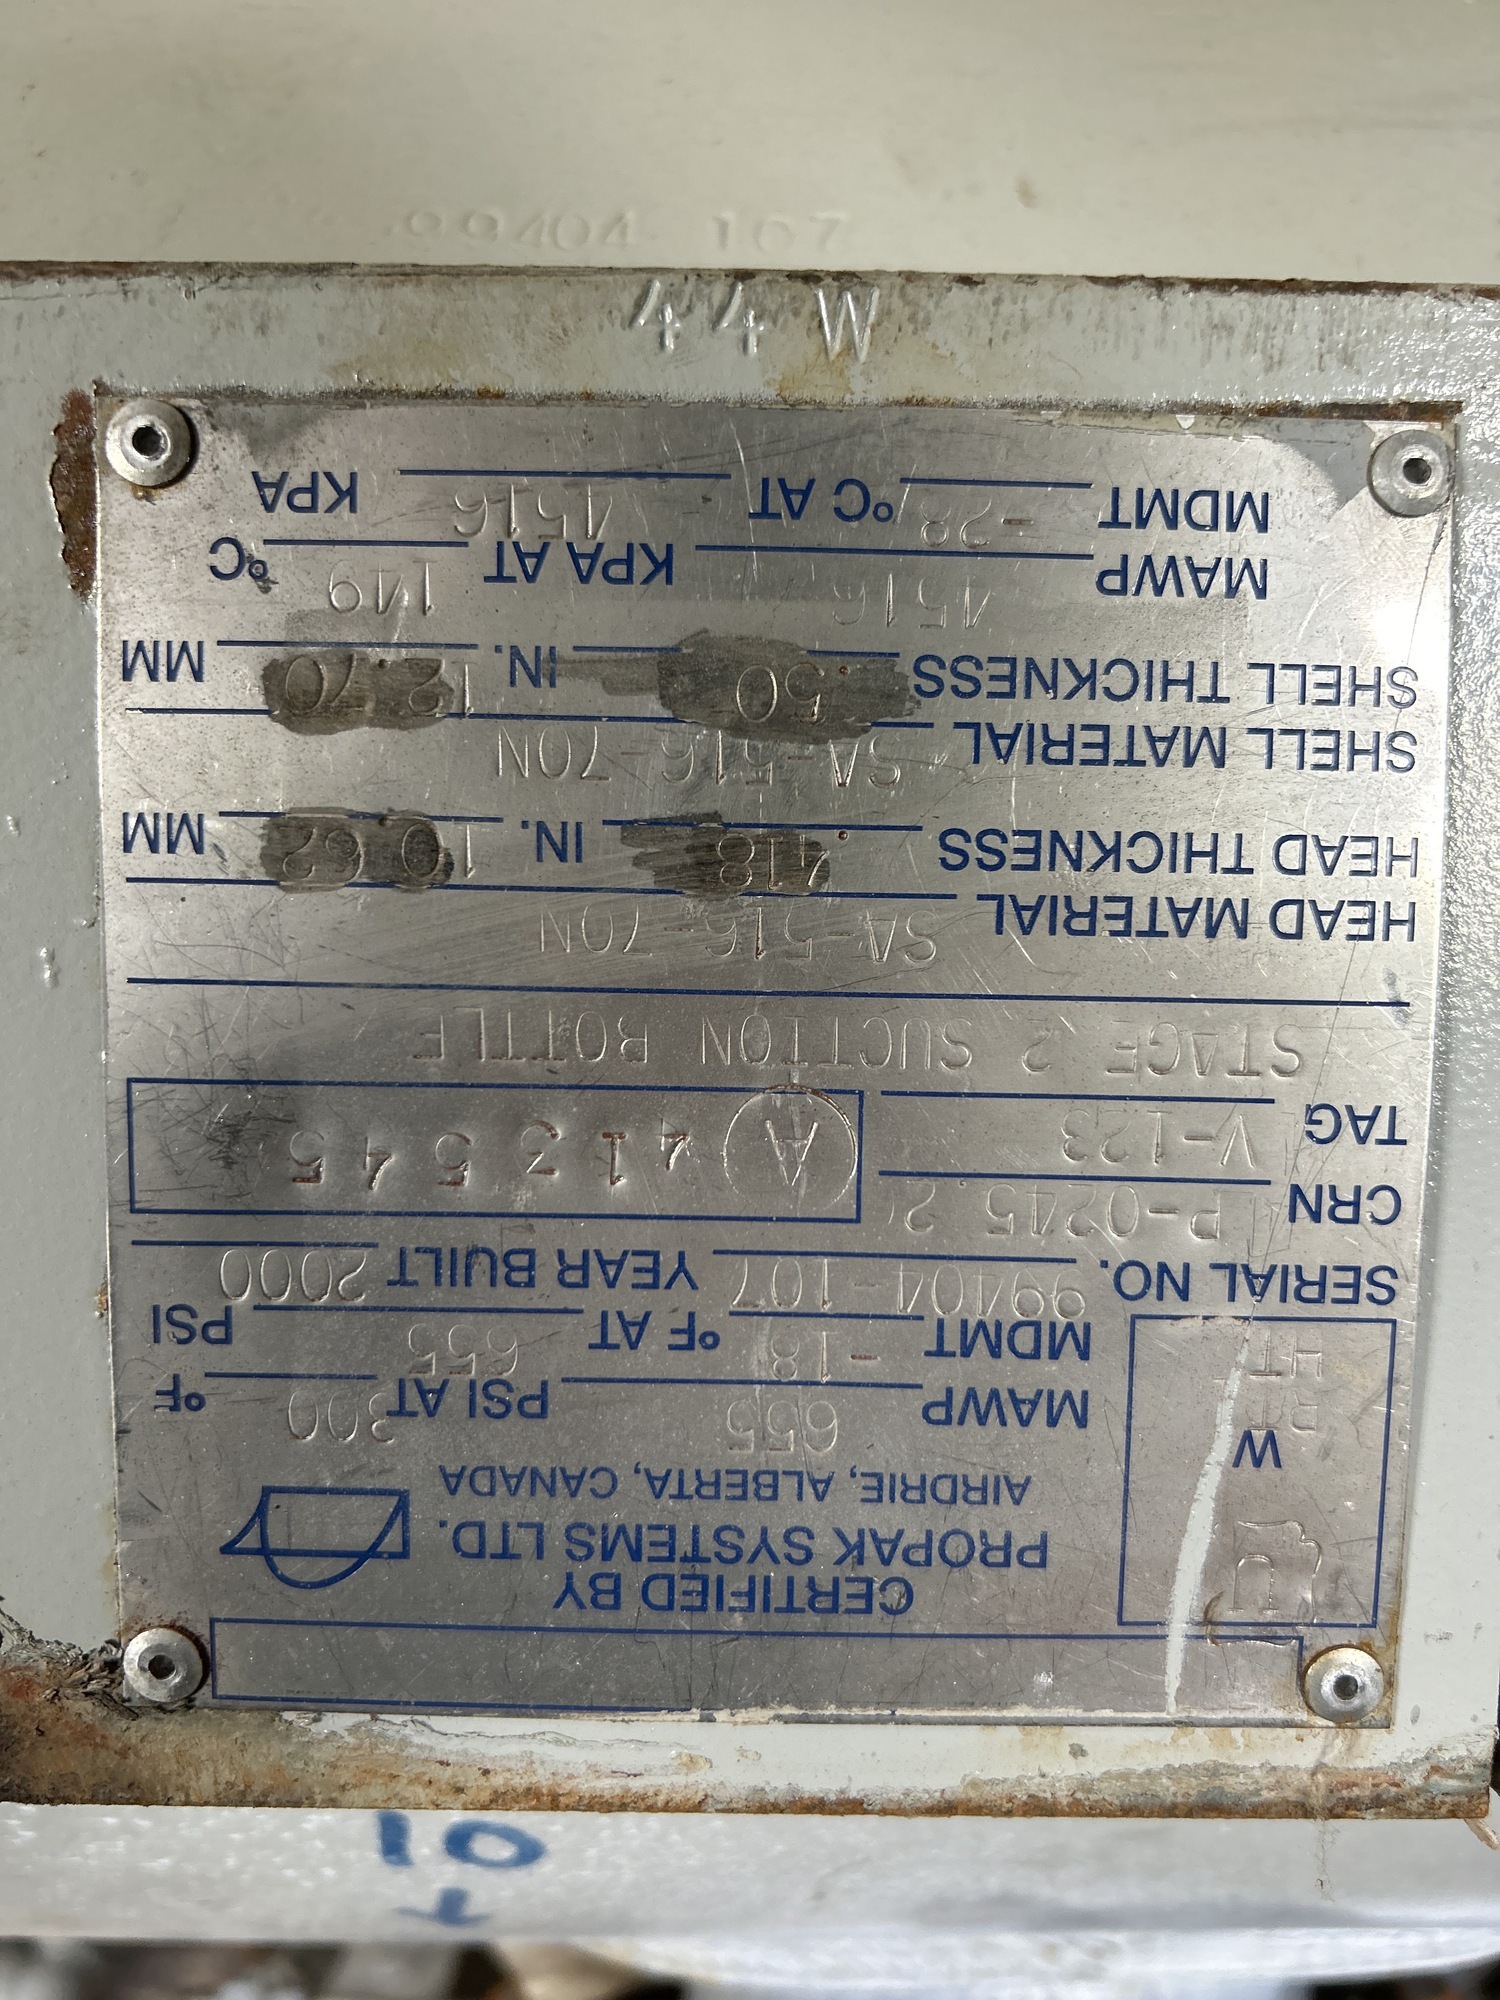 CERTIFIED BY
PROPAK SYSTEMS LTD.
AIRDRIE, ALBERTA, CANADA
U
W
RT
HT
MAWP 655 PSI AT 300 °F
MDMT -18 °F AT 655 PSI
SERIAL NO. 99404-107 YEAR BUILT 2000
CRN P-0245.2
TAG V-123
A 413545
STAGE 2 SUCTION BOTTLE
HEAD MATERIAL SA-516-70N
HEAD THICKNESS .418 IN. 10.62 MM
SHELL MATERIAL SA-516-70N
SHELL THICKNESS .50 IN. 12.70 MM
MAWP 4516 KPA AT 149 °C
MDMT -28 °C AT 4516 KPA
44W
99404 107